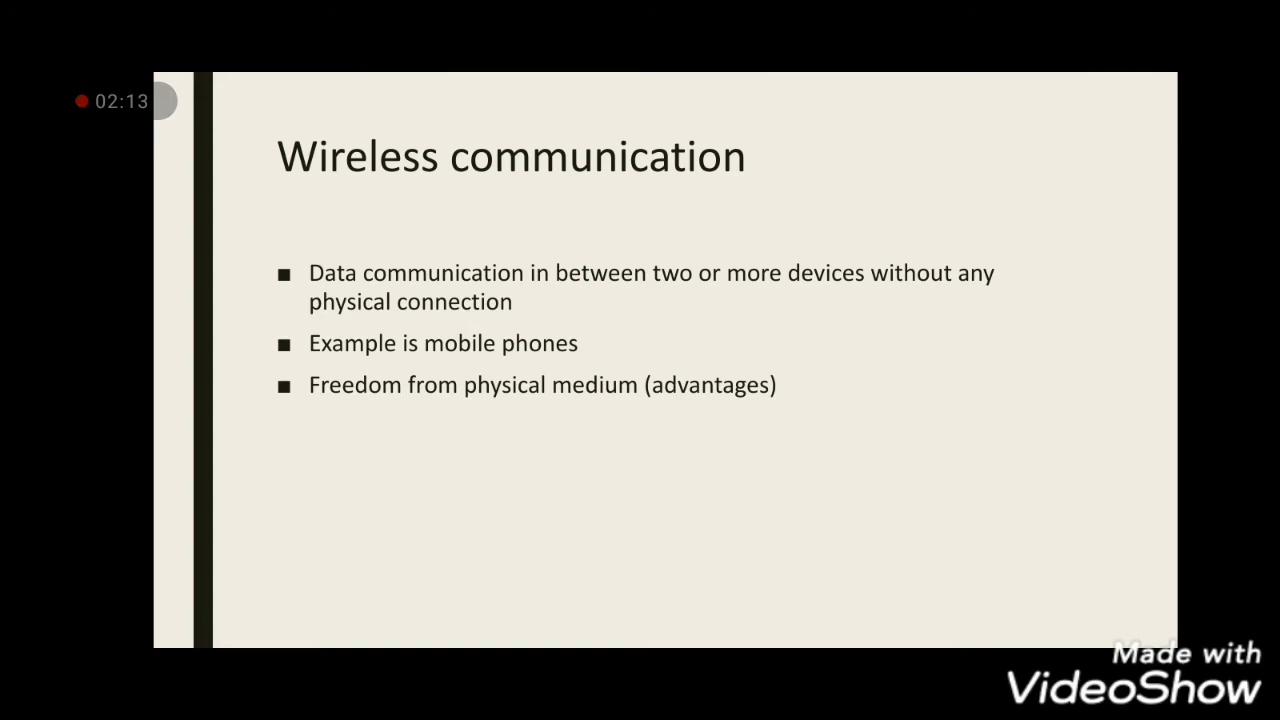 02:13
Wireless communication
■ Data communication in between two or more devices without any
physical connection
■ Example is mobile phones
■ Freedom from physical medium (advantages)
Made with
VideoShow